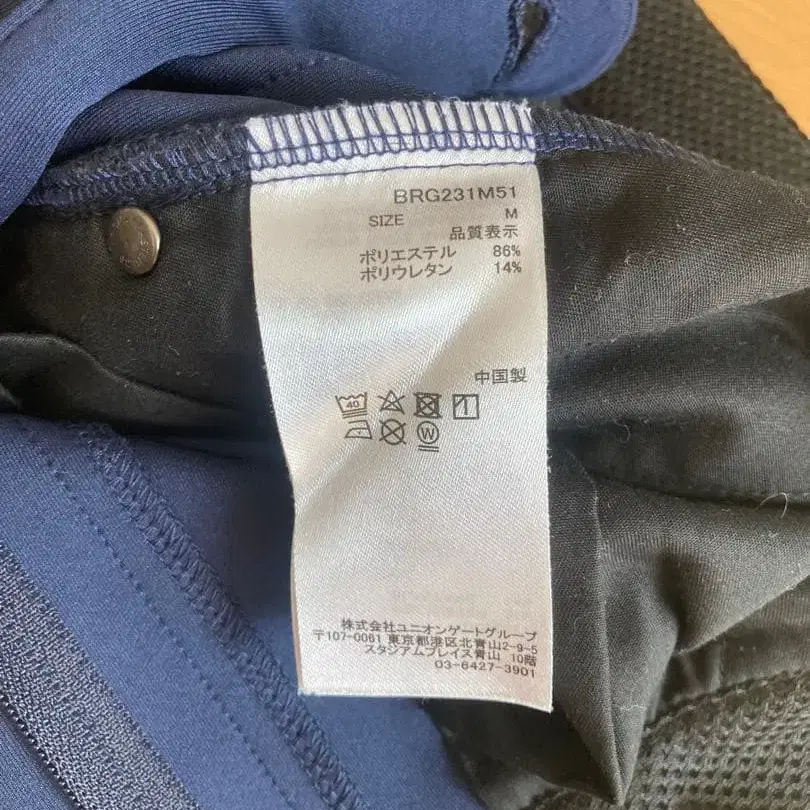 BRG231M51
SIZE M
品質表示
ポリエステル 86%
ポリウレタン 14%
中国製
40
W
株式会社ユニオンゲートグループ
〒107-0061 東京都港区北青山2-9-5
スタジアムプレイス青山 10階
03-6427-3901